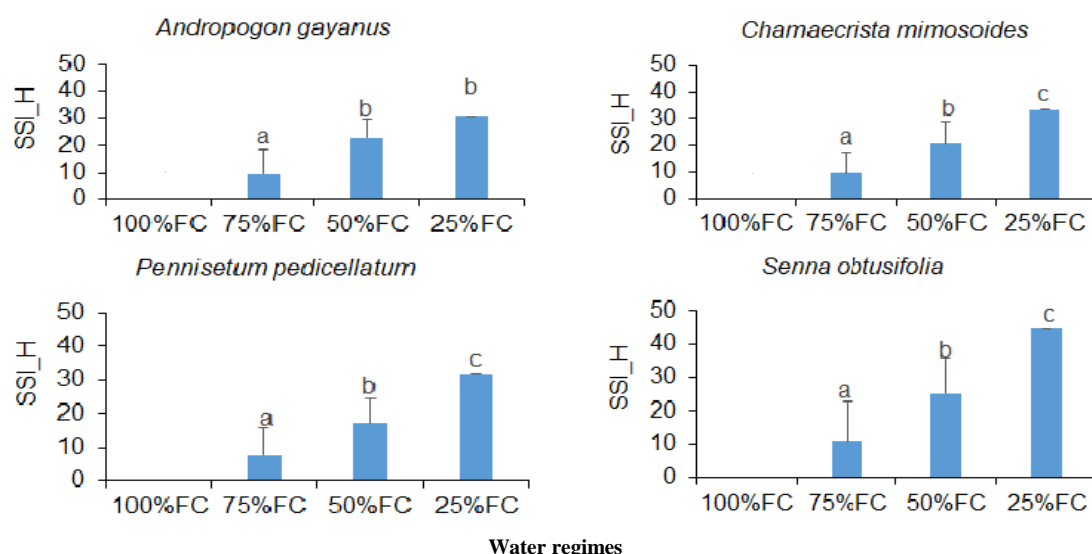 Andropogon gayanus
SSI_H
50
40
30
20
10
0
a
b
b
100%FC 75%FC 50%FC 25%FC
Chamaecrista mimosoides
SSI_H
50
40
30
20
10
0
a
b
c
100%FC 75%FC 50%FC 25%FC
Pennisetum pedicellatum
SSI_H
50
40
30
20
10
0
a
b
c
100%FC 75%FC 50%FC 25%FC
Senna obtusifolia
SSI_H
50
40
30
20
10
0
a
b
c
100%FC 75%FC 50%FC 25%FC
Water regimes